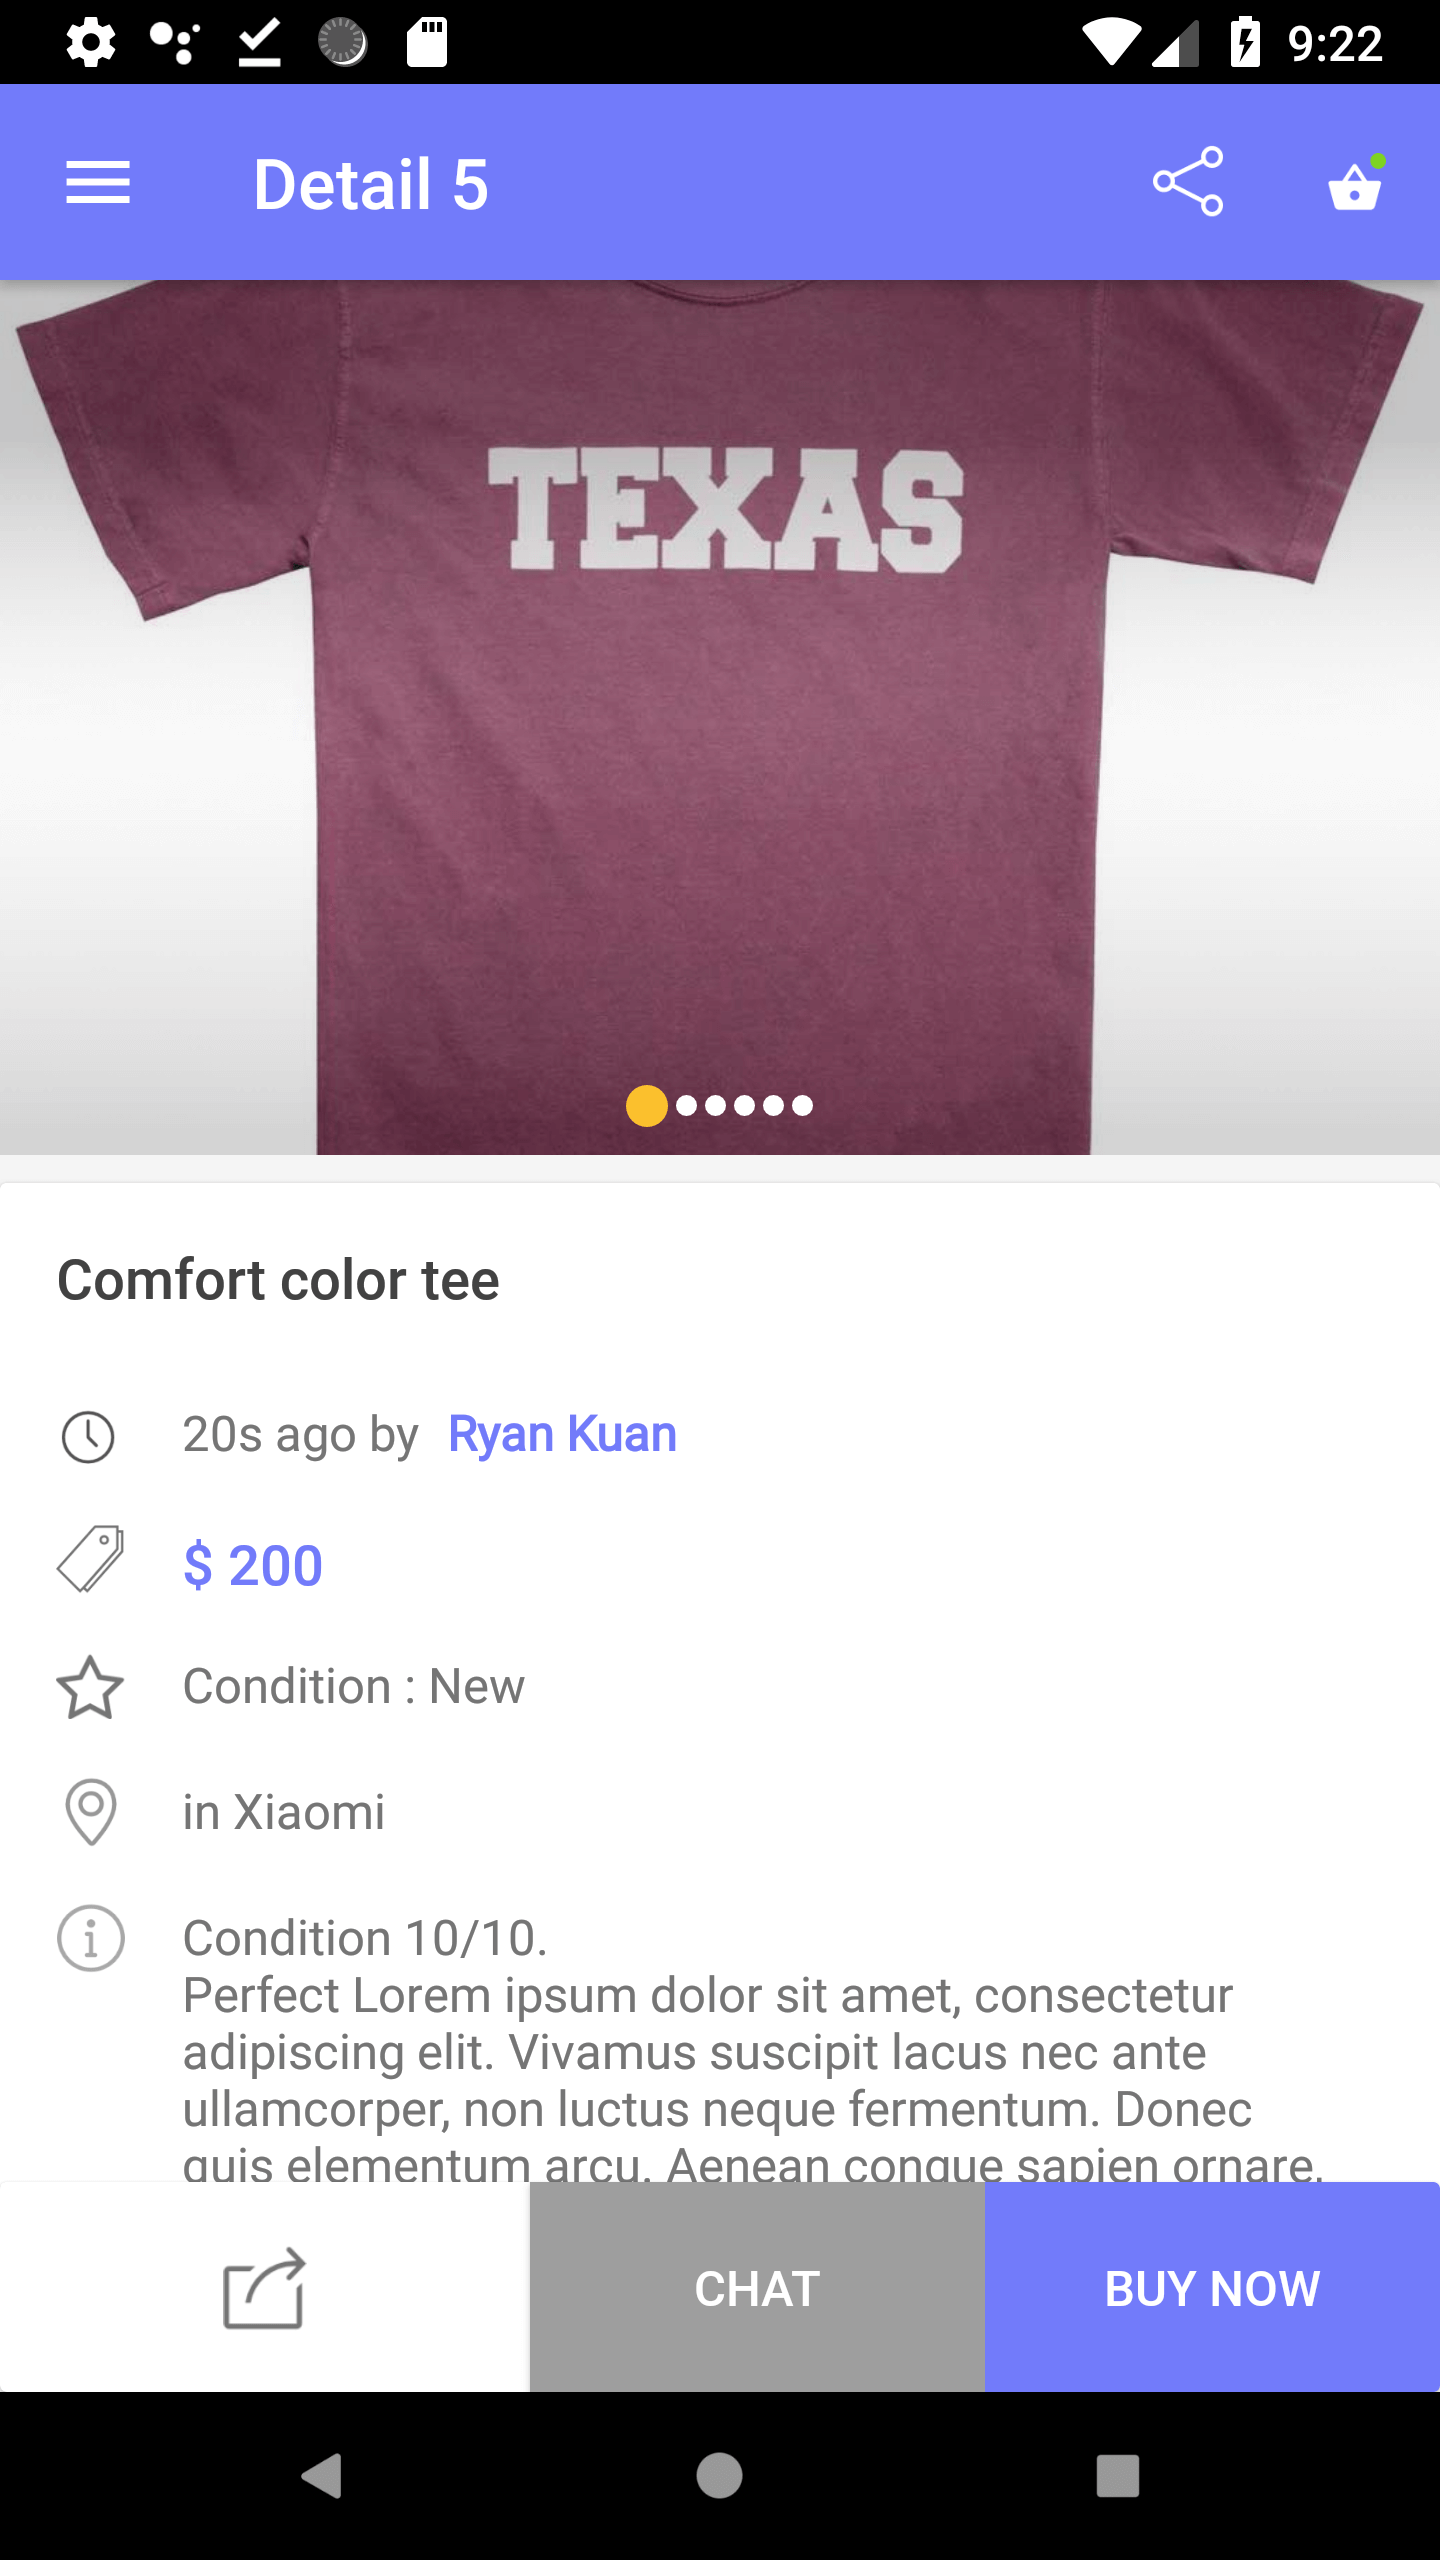 9:22
Detail 5
TEXAS
Comfort color tee
20s ago by Ryan Kuan
$ 200
Condition : New
in Xiaomi
Condition 10/10.
Perfect Lorem ipsum dolor sit amet, consectetur
adipiscing elit. Vivamus suscipit lacus nec ante
ullamcorper, non luctus neque fermentum. Donec
quis elementum arcu. Aenean congue sapien ornare,
CHAT
BUY NOW